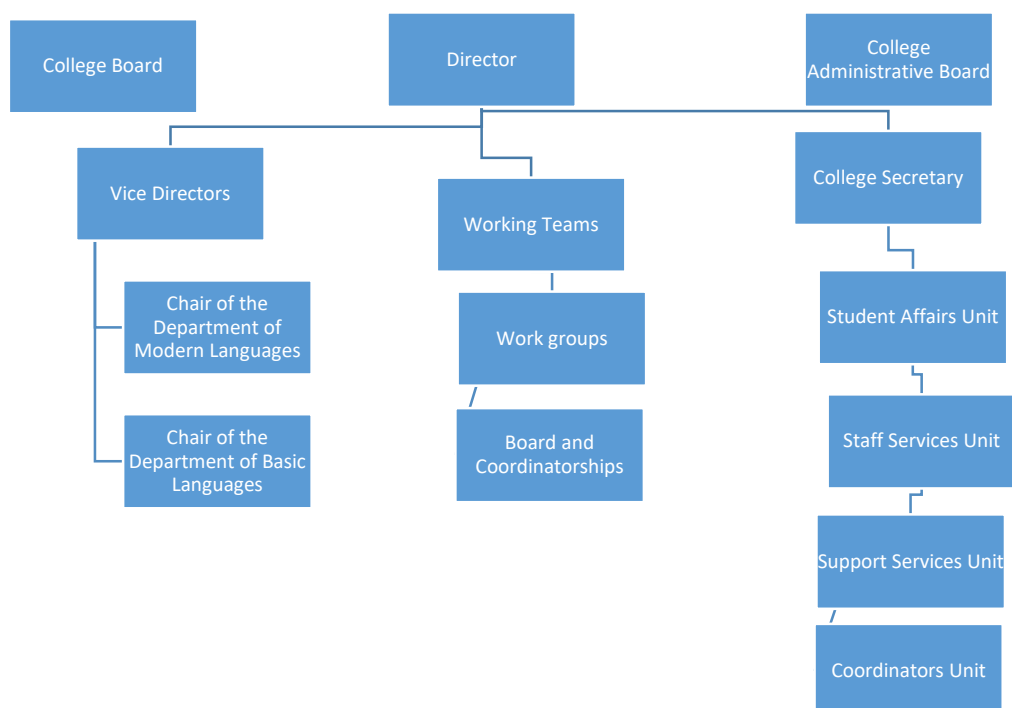 College Board
Director
College
Administrative Board
Vice Directors
Working Teams
College Secretary
Chair of the
Department of
Modern Languages
Work groups
Student Affairs Unit
Chair of the
Department of Basic
Languages
Board and
Coordinatorships
Staff Services Unit
Support Services Unit
Coordinators Unit